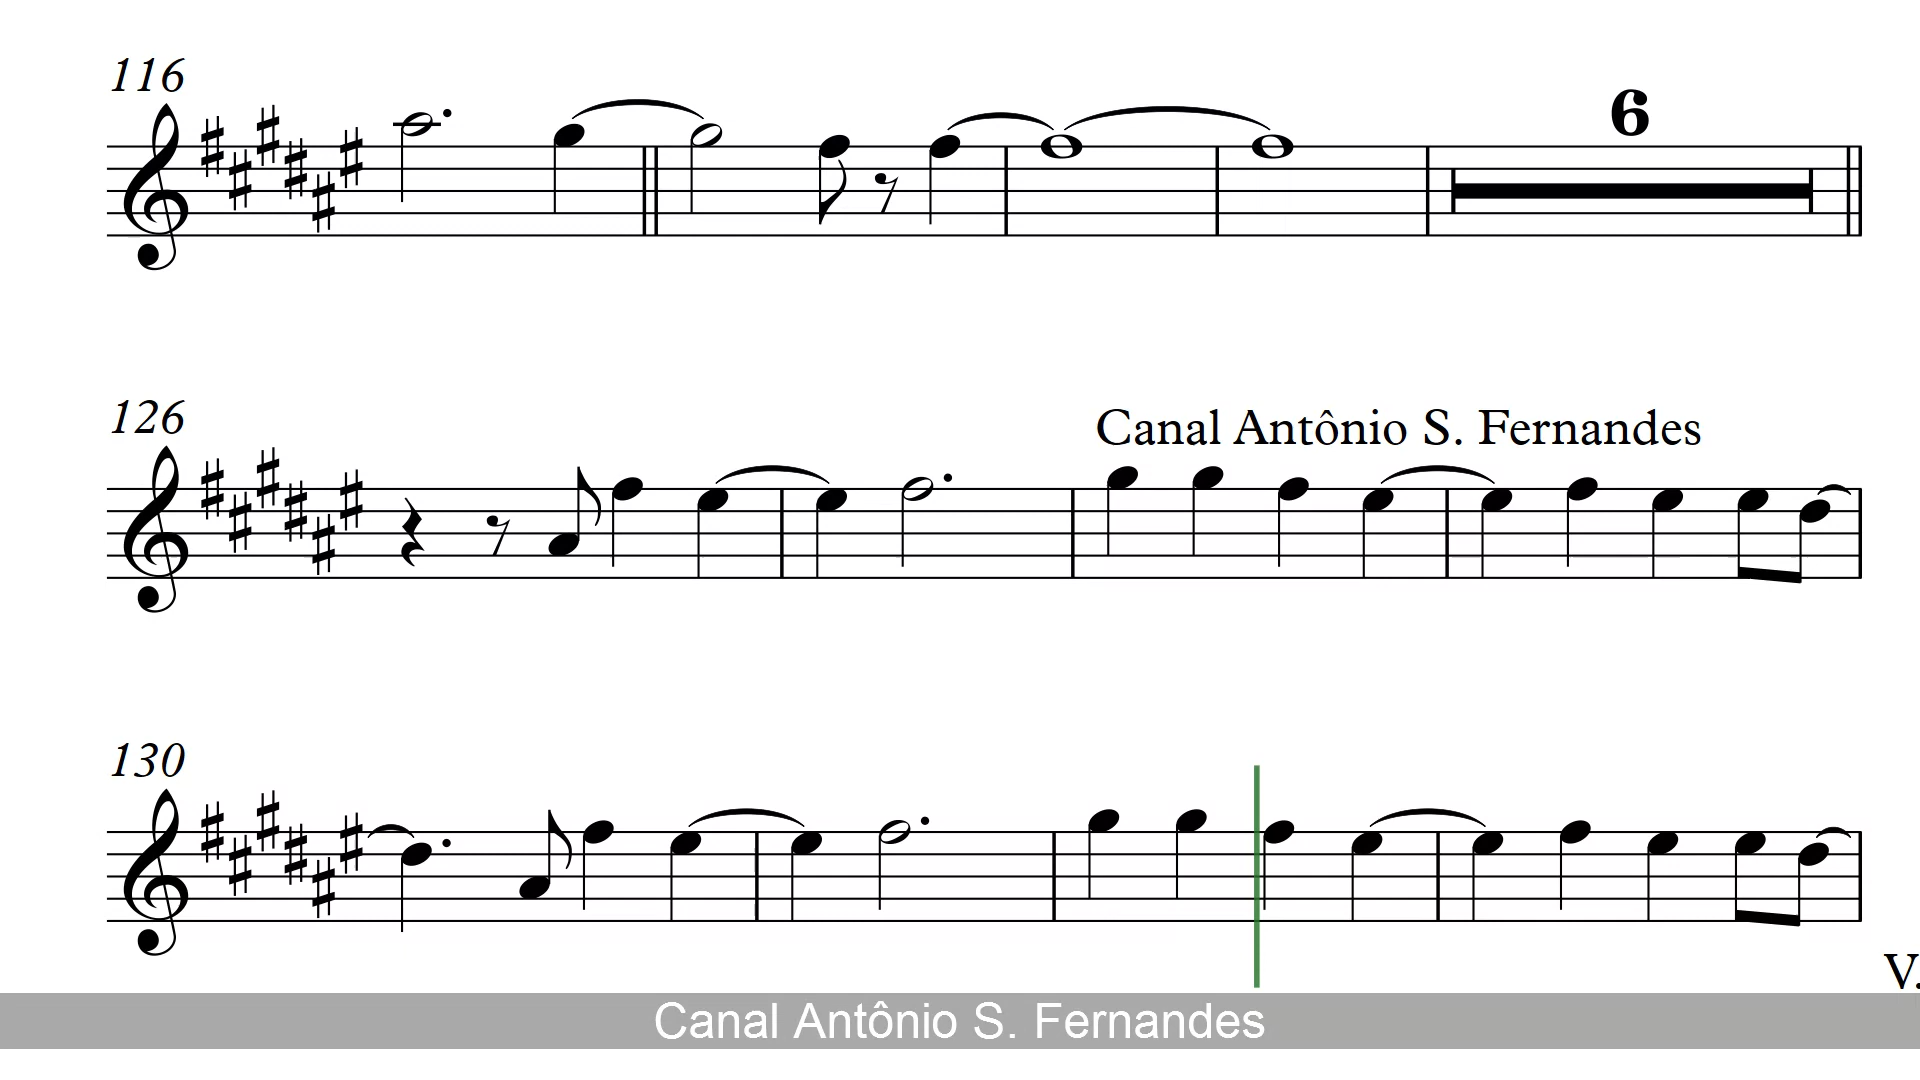 116
6
126
Canal Antônio S. Fernandes
130
V.
Canal Antônio S. Fernandes